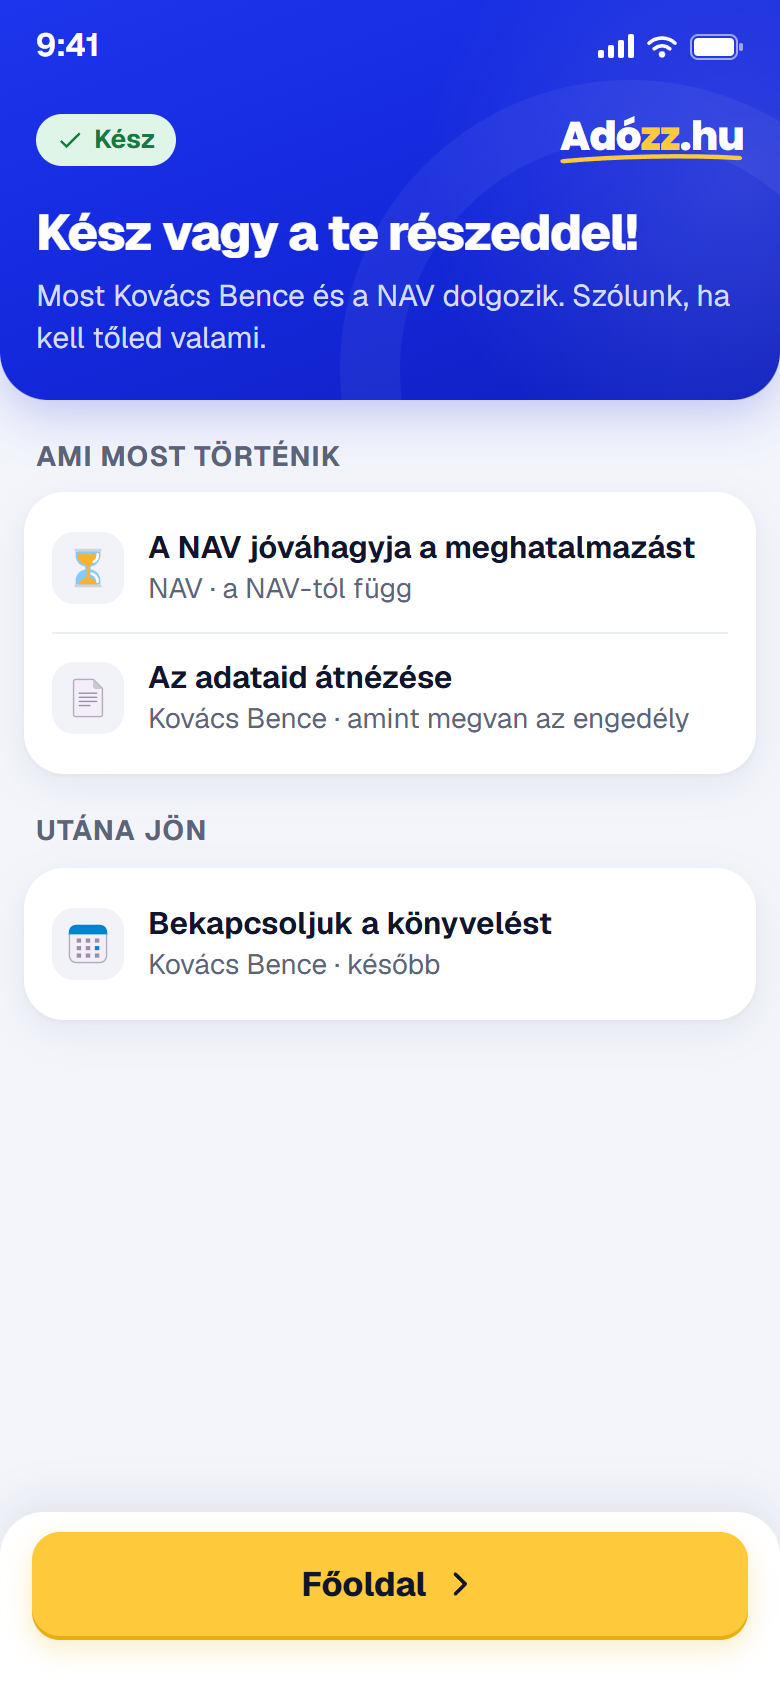 9:41
Kész
Adózz.hu
Kész vagy a te részeddel!
Most Kovács Bence és a NAV dolgozik. Szólunk, ha
kell tőled valami.
AMI MOST TÖRTÉNIK
A NAV jóváhagyja a meghatalmazást
NAV · a NAV-tól függ
Az adataid átnézése
Kovács Bence · amint megvan az engedély
UTÁNA JÖN
Bekapcsoljuk a könyvelést
Kovács Bence · később
Főoldal